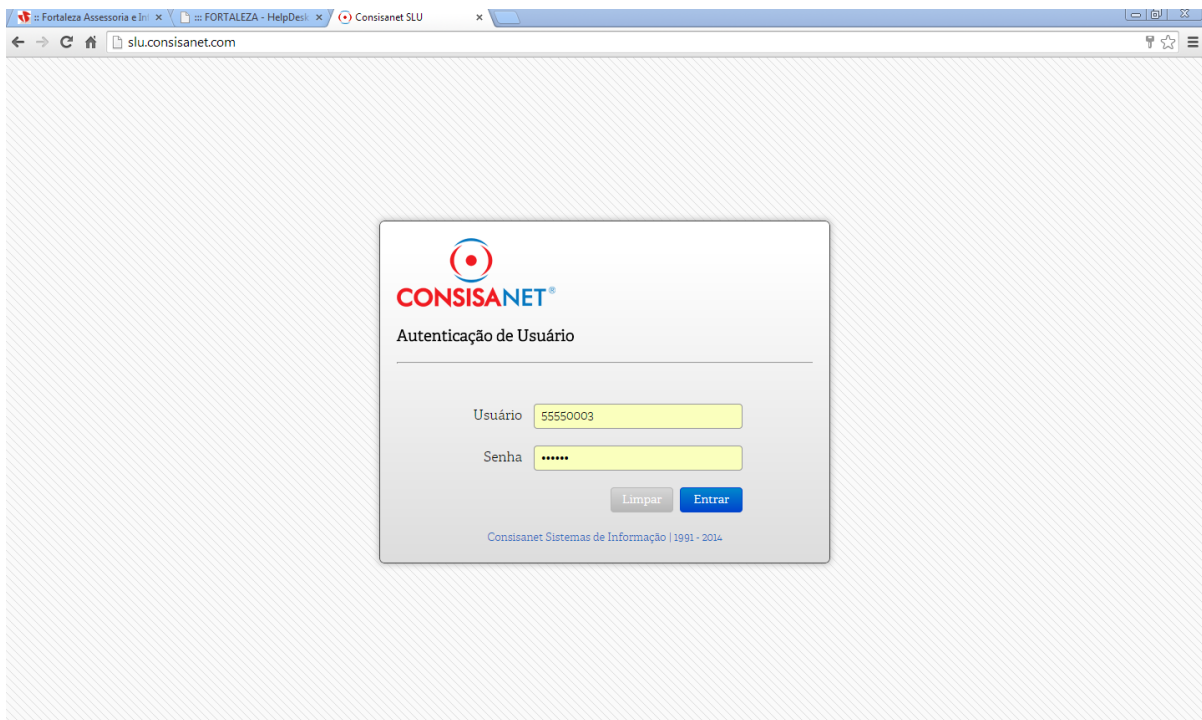 :: Fortaleza Assessoria e In
::: FORTALEZA - HelpDesk
Consisanet SLU
slu.consisanet.com
CONSISANET®
Autenticação de Usuário
Usuário 55550003
Senha ••••••
Limpar Entrar
Consisanet Sistemas de Informação | 1991 - 2014